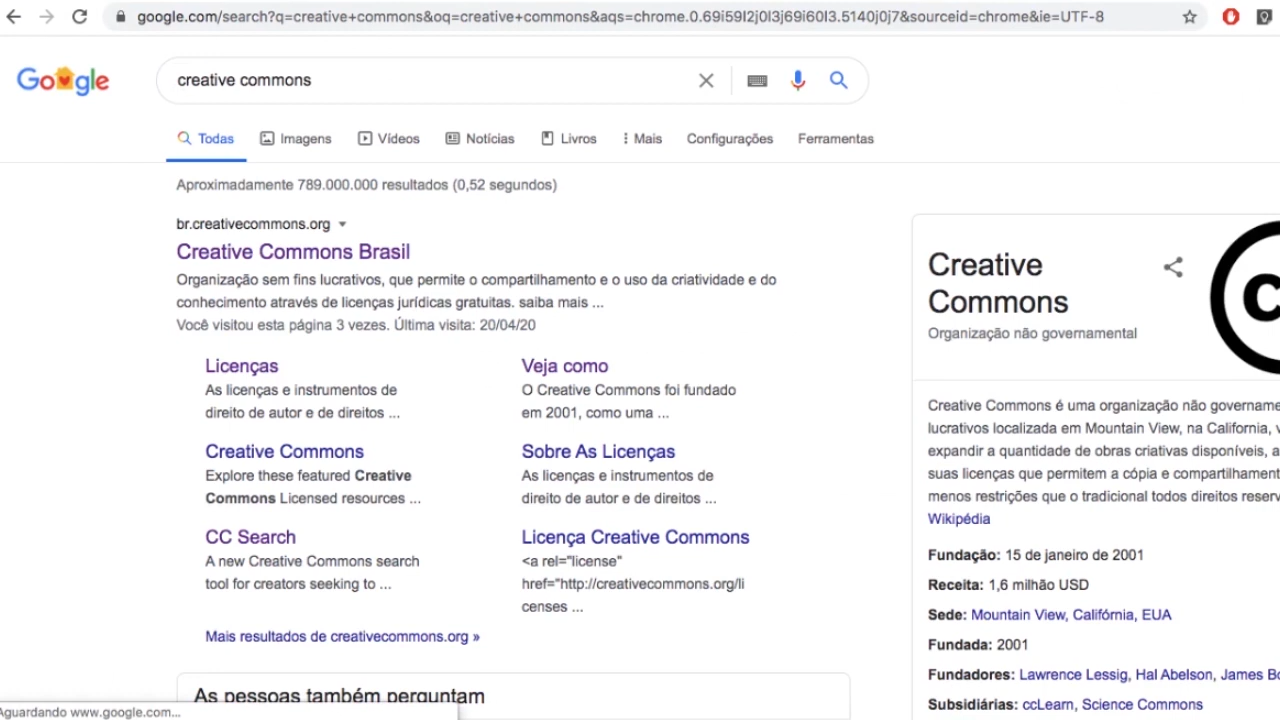 google.com/search?q=creative+commons&oq=creative+commons&aqs=chrome.0.69i59l2j0l3j69i60l3.5140j0j7&sourceid=chrome&ie=UTF-8
Google
creative commons
Todas
Imagens
Vídeos
Notícias
Livros
Mais
Configurações
Ferramentas
Aproximadamente 789.000.000 resultados (0,52 segundos)
br.creativecommons.org
Creative Commons Brasil
Organização sem fins lucrativos, que permite o compartilhamento e o uso da criatividade e do
conhecimento através de licenças jurídicas gratuitas. saiba mais ...
Você visitou esta página 3 vezes. Última visita: 20/04/20
Licenças
As licenças e instrumentos de
direito de autor e de direitos ...
Veja como
O Creative Commons foi fundado
em 2001, como uma ...
Creative Commons
Explore these featured Creative
Commons Licensed resources ...
Sobre As Licenças
As licenças e instrumentos de
direito de autor e de direitos ...
CC Search
A new Creative Commons search
tool for creators seeking to ...
Licença Creative Commons
<a rel="license"
href="http://creativecommons.org/li
censes ...
Mais resultados de creativecommons.org »
As pessoas também perguntam
Aguardando www.google.com...
Creative
Commons
Organização não governamental
Creative Commons é uma organização não govername
lucrativos localizada em Mountain View, na California, v
expandir a quantidade de obras criativas disponíveis, a
suas licenças que permitem a cópia e compartilhament
menos restrições que o tradicional todos direitos reserv
Wikipédia
Fundação: 15 de janeiro de 2001
Receita: 1,6 milhão USD
Sede: Mountain View, Califórnia, EUA
Fundada: 2001
Fundadores: Lawrence Lessig, Hal Abelson, James Bo
Subsidiárias: ccLearn, Science Commons